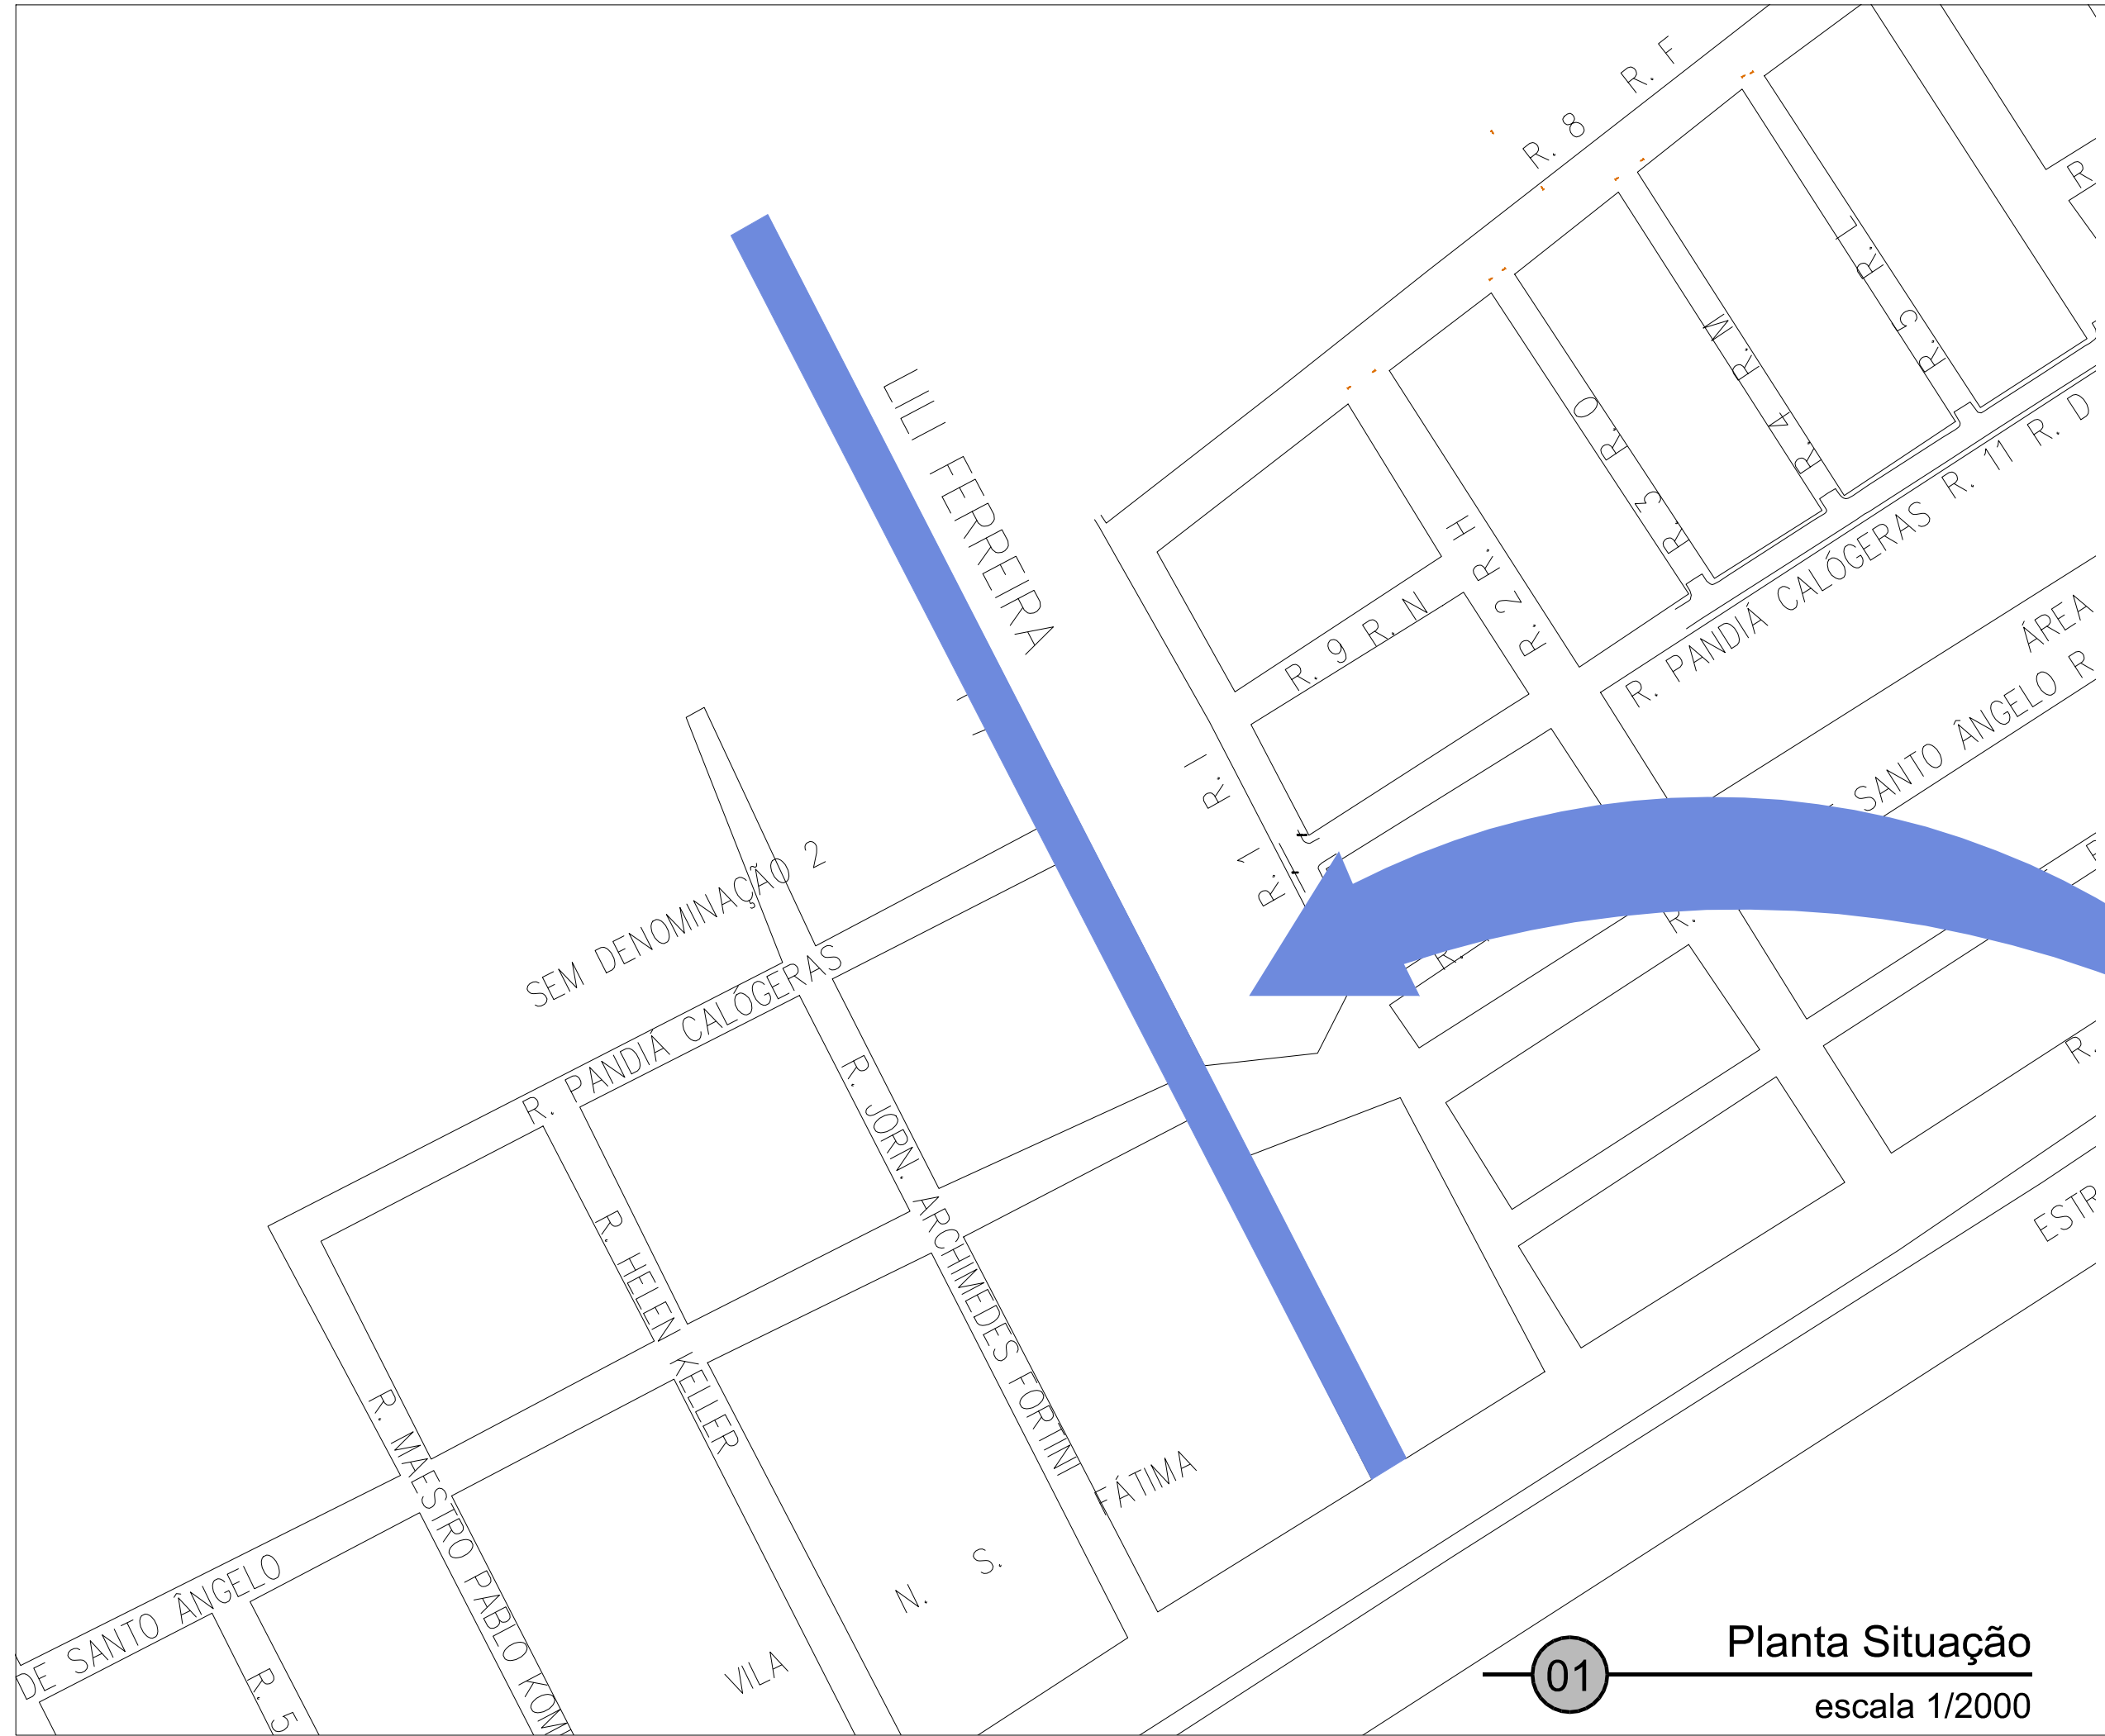 R. 8 R. F
R
T R. C R.
M R. A R.
O R. 3 R.
H R. 2 R.
R. 9 R. N
I R. 1 R.
R. PANDIÁ CALÓGERAS R. 11 R. D
ÁREA
SANTO ÂNGELO R
LILI FERREIRA
SEM DENOMINAÇÃO 2
R. PANDIÁ CALÓGERAS
R.
R.
R.
R. JORN. ARCHIMEDES FORTINI
R. HELEN KELLER
R. MAESTRO PABLO KOM
ESTR
DE SANTO ÂNGELO
R. 5
VILA N. S. FÁTIMA
01
Planta Situação
escala 1/2000